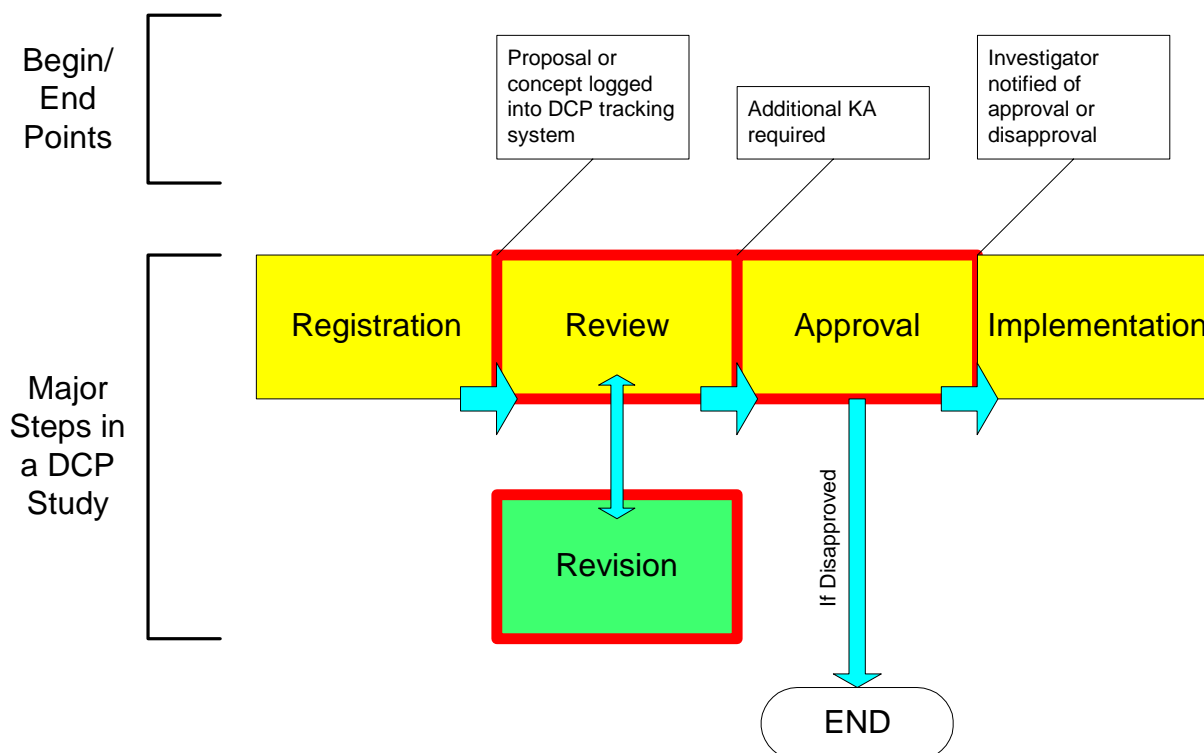 Begin/
End
Points
Proposal or
concept logged
into DCP tracking
system
Additional KA
required
Investigator
notified of
approval or
disapproval
Major
Steps in
a DCP
Study
Registration
Review
Approval
Implementation
Revision
If Disapproved
END